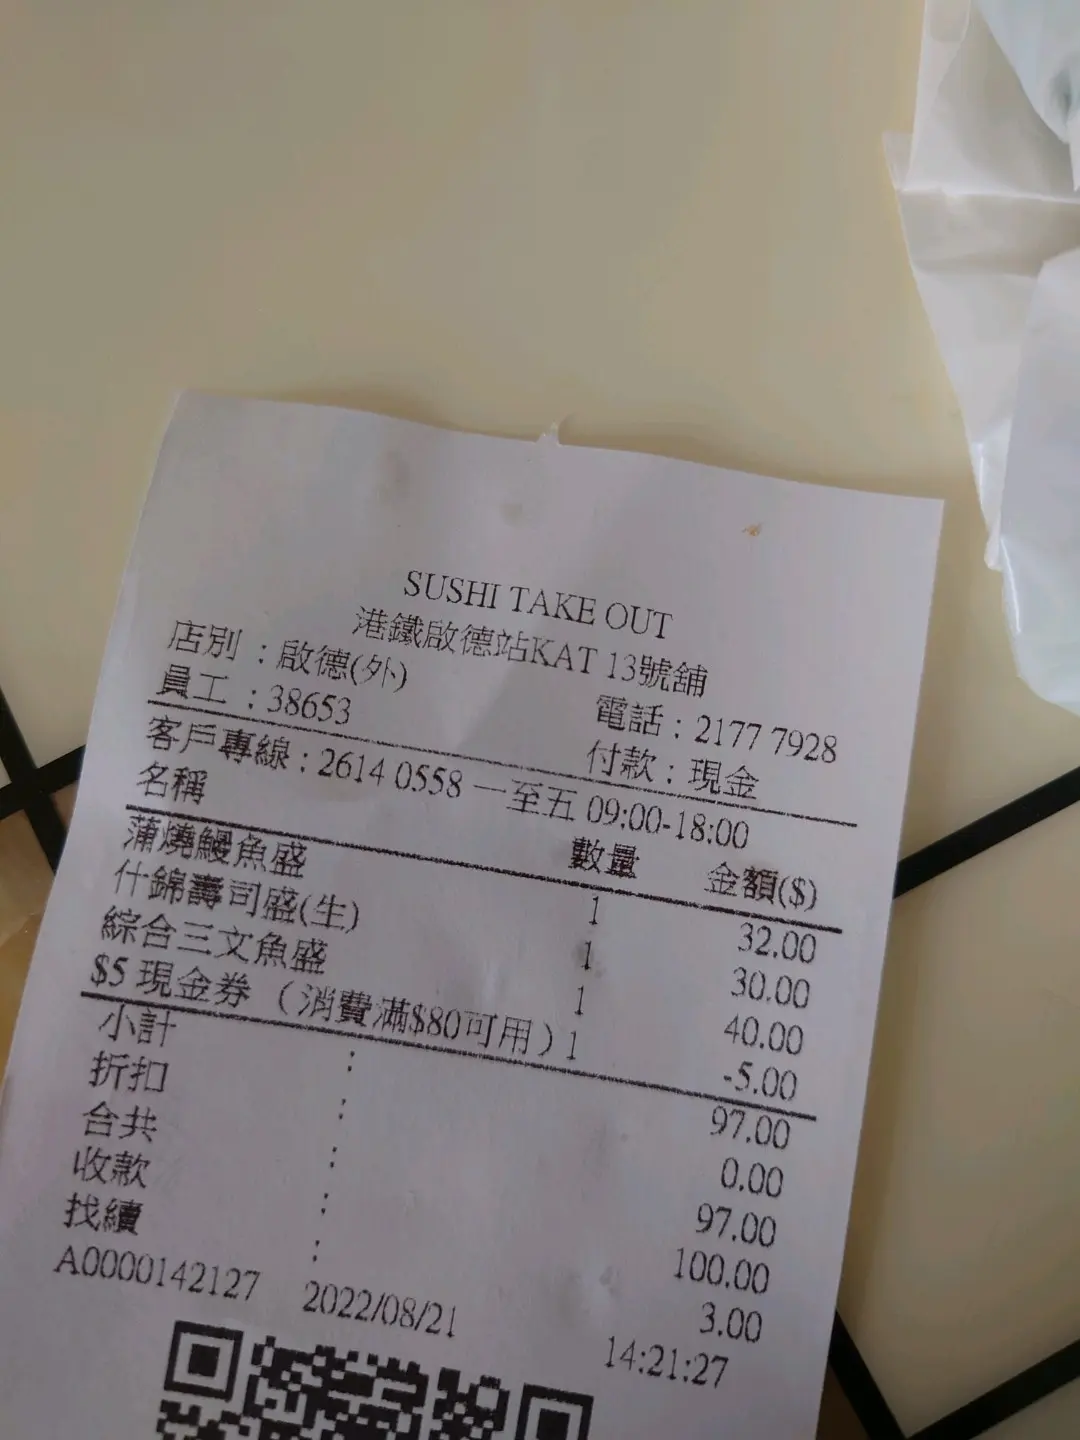 SUSHI TAKE OUT
港鐵啟德站KAT 13號舖
店別 : 啟德(外) 電話 : 2177 7928
員工 : 38653 付款 : 現金
客戶專線 : 2614 0558 一至五 09:00-18:00
名稱 數量 金額($)
蒲燒鰻魚盛 1 32.00
什錦壽司盛(生) 1 30.00
綜合三文魚盛 1 40.00
$5 現金券 （消費滿$80可用）1 -5.00
小計 : 97.00
折扣 : 0.00
合共 : 97.00
收款 : 100.00
找續 : 3.00
A0000142127 2022/08/21 14:21:27